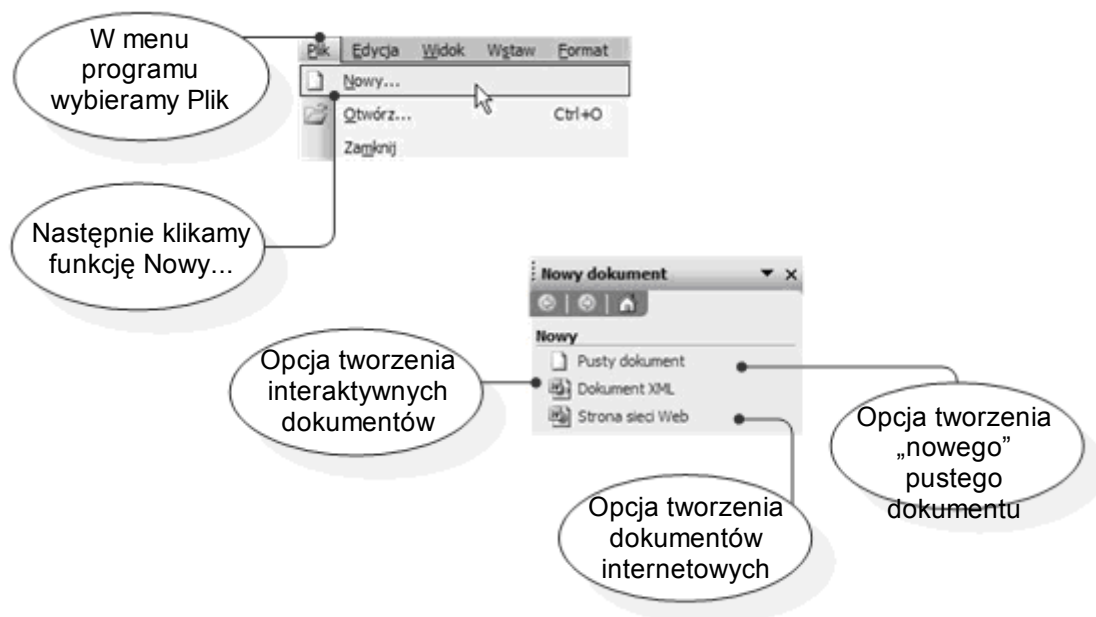 W menu
programu
wybieramy Plik
Plik Edycja Widok Wstaw Format
Nowy...
Otwórz... Ctrl+O
Zamknij
Następnie klikamy
funkcję Nowy...
Nowy dokument
Nowy
Pusty dokument
Dokument XML
Strona sieci Web
Opcja tworzenia
interaktywnych
dokumentów
Opcja tworzenia
„nowego”
pustego
dokumentu
Opcja tworzenia
dokumentów
internetowych